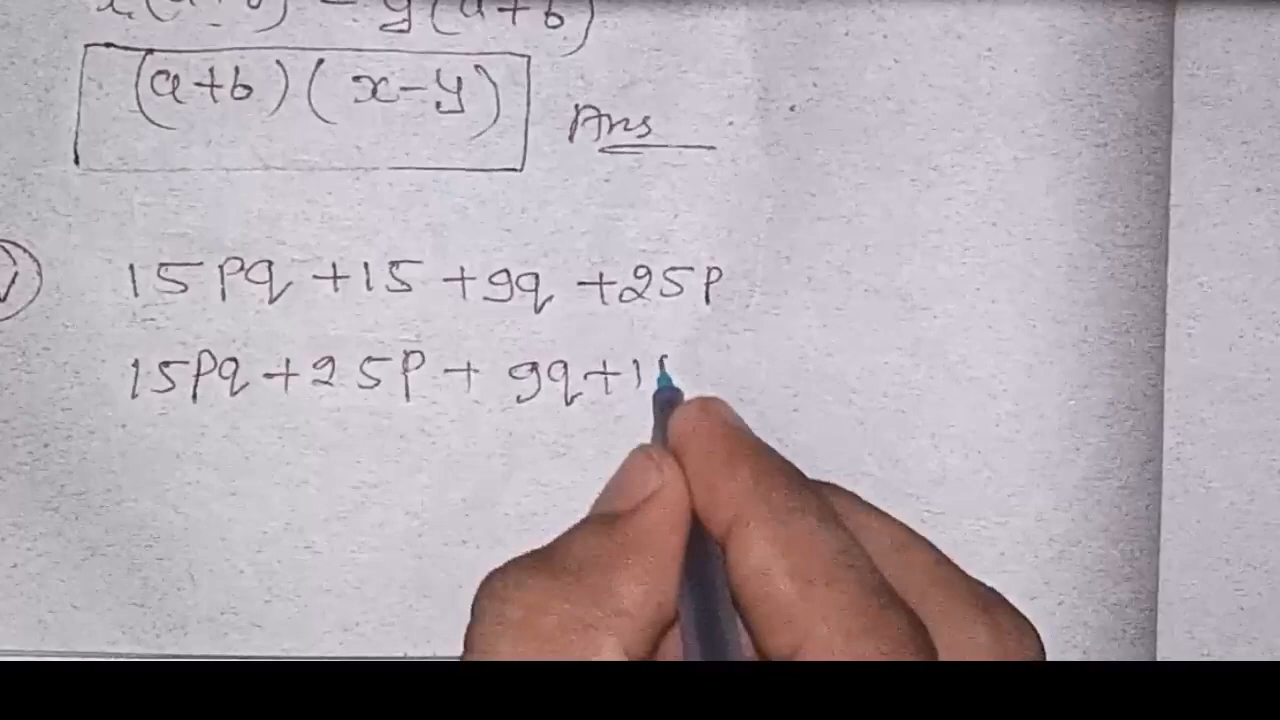 y(a+b)
(a+b) (x-y) Ans
15pq +15 +9q +25p
15pq +25p + 9q+1